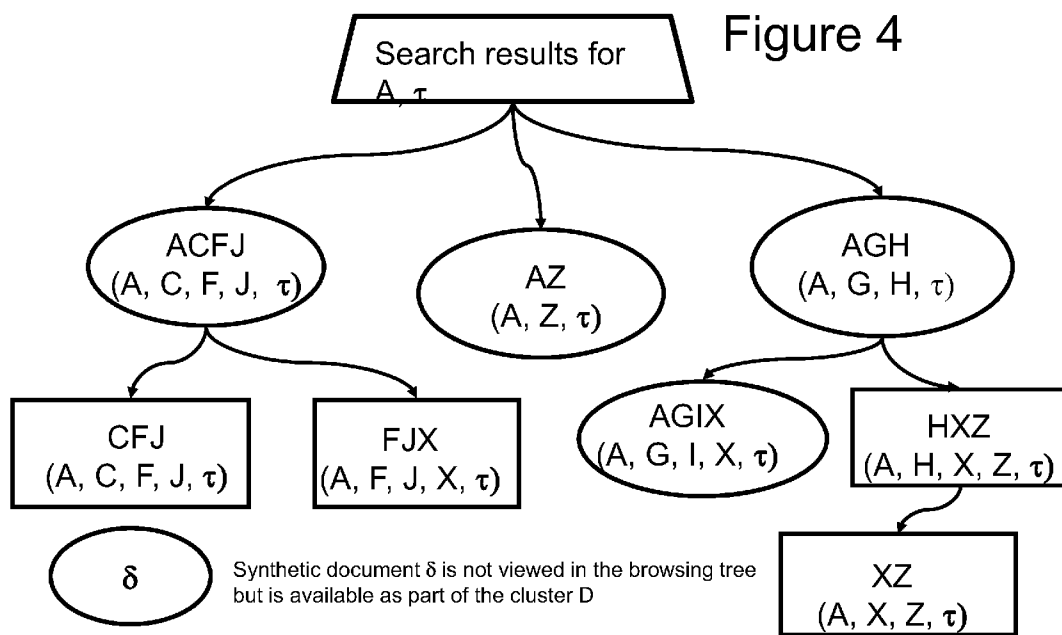 Figure 4
Search results for
A, τ
ACFJ
(A, C, F, J, τ)
AZ
(A, Z, τ)
AGH
(A, G, H, τ)
CFJ
(A, C, F, J, τ)
FJX
(A, F, J, X, τ)
AGIX
(A, G, I, X, τ)
HXZ
(A, H, X, Z, τ)
XZ
(A, X, Z, τ)
δ
Synthetic document δ is not viewed in the browsing tree
but is available as part of the cluster D